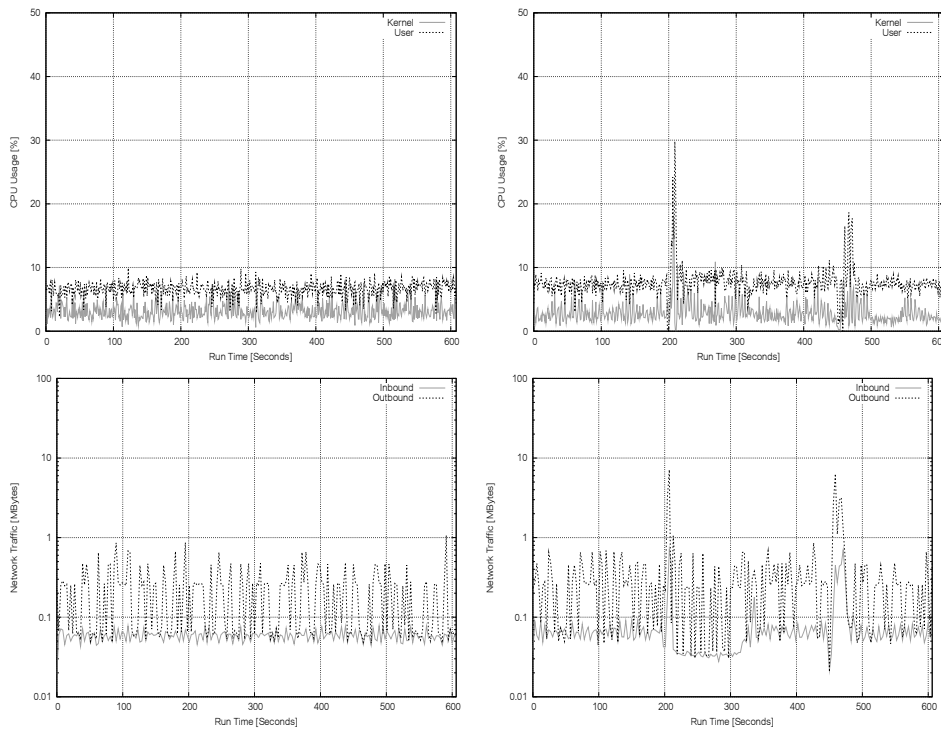 50
40
30
20
10
0
CPU Usage [%]
Kernel
User
0 100 200 300 400 500 600
Run Time [Seconds]
50
40
30
20
10
0
CPU Usage [%]
Kernel
User
0 100 200 300 400 500 600
Run Time [Seconds]
100
10
1
0.1
0.01
Network Traffic [MBytes]
Inbound
Outbound
0 100 200 300 400 500 600
Run Time [Seconds]
100
10
1
0.1
0.01
Network Traffic [MBytes]
Inbound
Outbound
0 100 200 300 400 500 600
Run Time [Seconds]